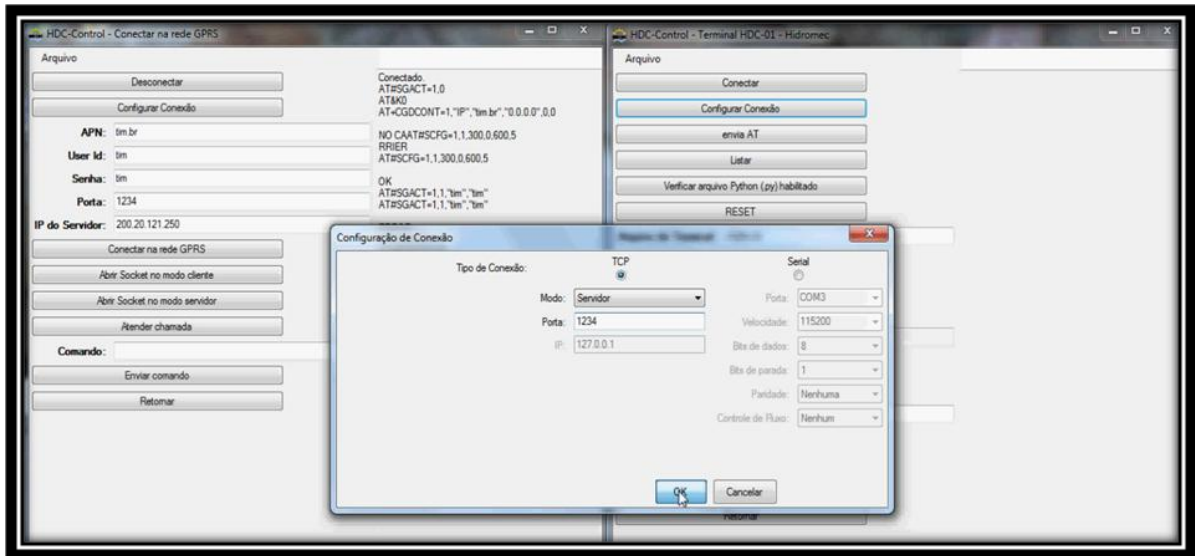 HDC-Control - Conectar na rede GPRS
Arquivo
Desconectar
Configurar Conexão
APN: tim.br
User Id: tim
Senha: tim
Porta: 1234
IP do Servidor: 200.20.121.250
Conectar na rede GPRS
Abrir Socket no modo cliente
Abrir Socket no modo servidor
Atender chamada
Comando:
Enviar comando
Retornar
Conectado.
AT#SGACT=1,0
AT&K0
AT+CGDCONT=1,"IP","tim.br","0.0.0.0",0,0
NO CAAT#SCFG=1,1,300,0,600,5
RRIER
AT#SCFG=1,1,300,0,600,5
OK
AT#SGACT=1,1,"tim","tim"
AT#SGACT=1,1,"tim","tim"
HDC-Control - Terminal HDC-01 - Hidromec
Arquivo
Conectar
Configurar Conexão
envia AT
Listar
Verificar arquivo Python (.py) habilitado
RESET
Configuração de Conexão
Tipo de Conexão: TCP Serial
Modo: Servidor
Porta: 1234
IP: 127.0.0.1
Porta: COM3
Velocidade: 115200
Bits de dados: 8
Bits de parada: 1
Paridade: Nenhuma
Controle de Fluxo: Nenhum
OK Cancelar
Retornar